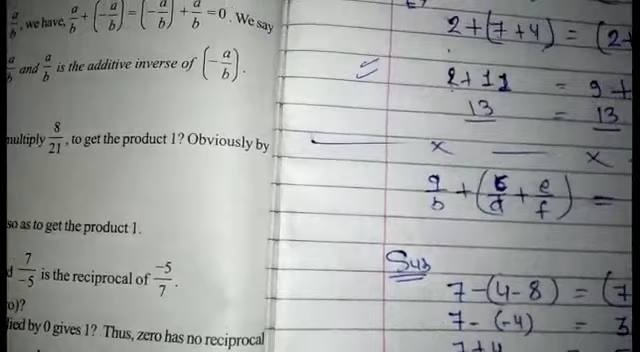 a/b, we have, a/b + (-a/b) = (-a/b) + a/b = 0. We say
a/b and a/b is the additive inverse of (-a/b).
multiply 8/21, to get the product 1? Obviously by
so as to get the product 1.
7/-5 is the reciprocal of -5/7.
by 0 gives 1? Thus, zero has no reciprocal
2+(7+4) = (2+
2+11 = 9+
13 = 13
x x
a/b + (c/d + e/f) =
Sub
7-(4-8) = (7
7-(-4) = 3
7+4